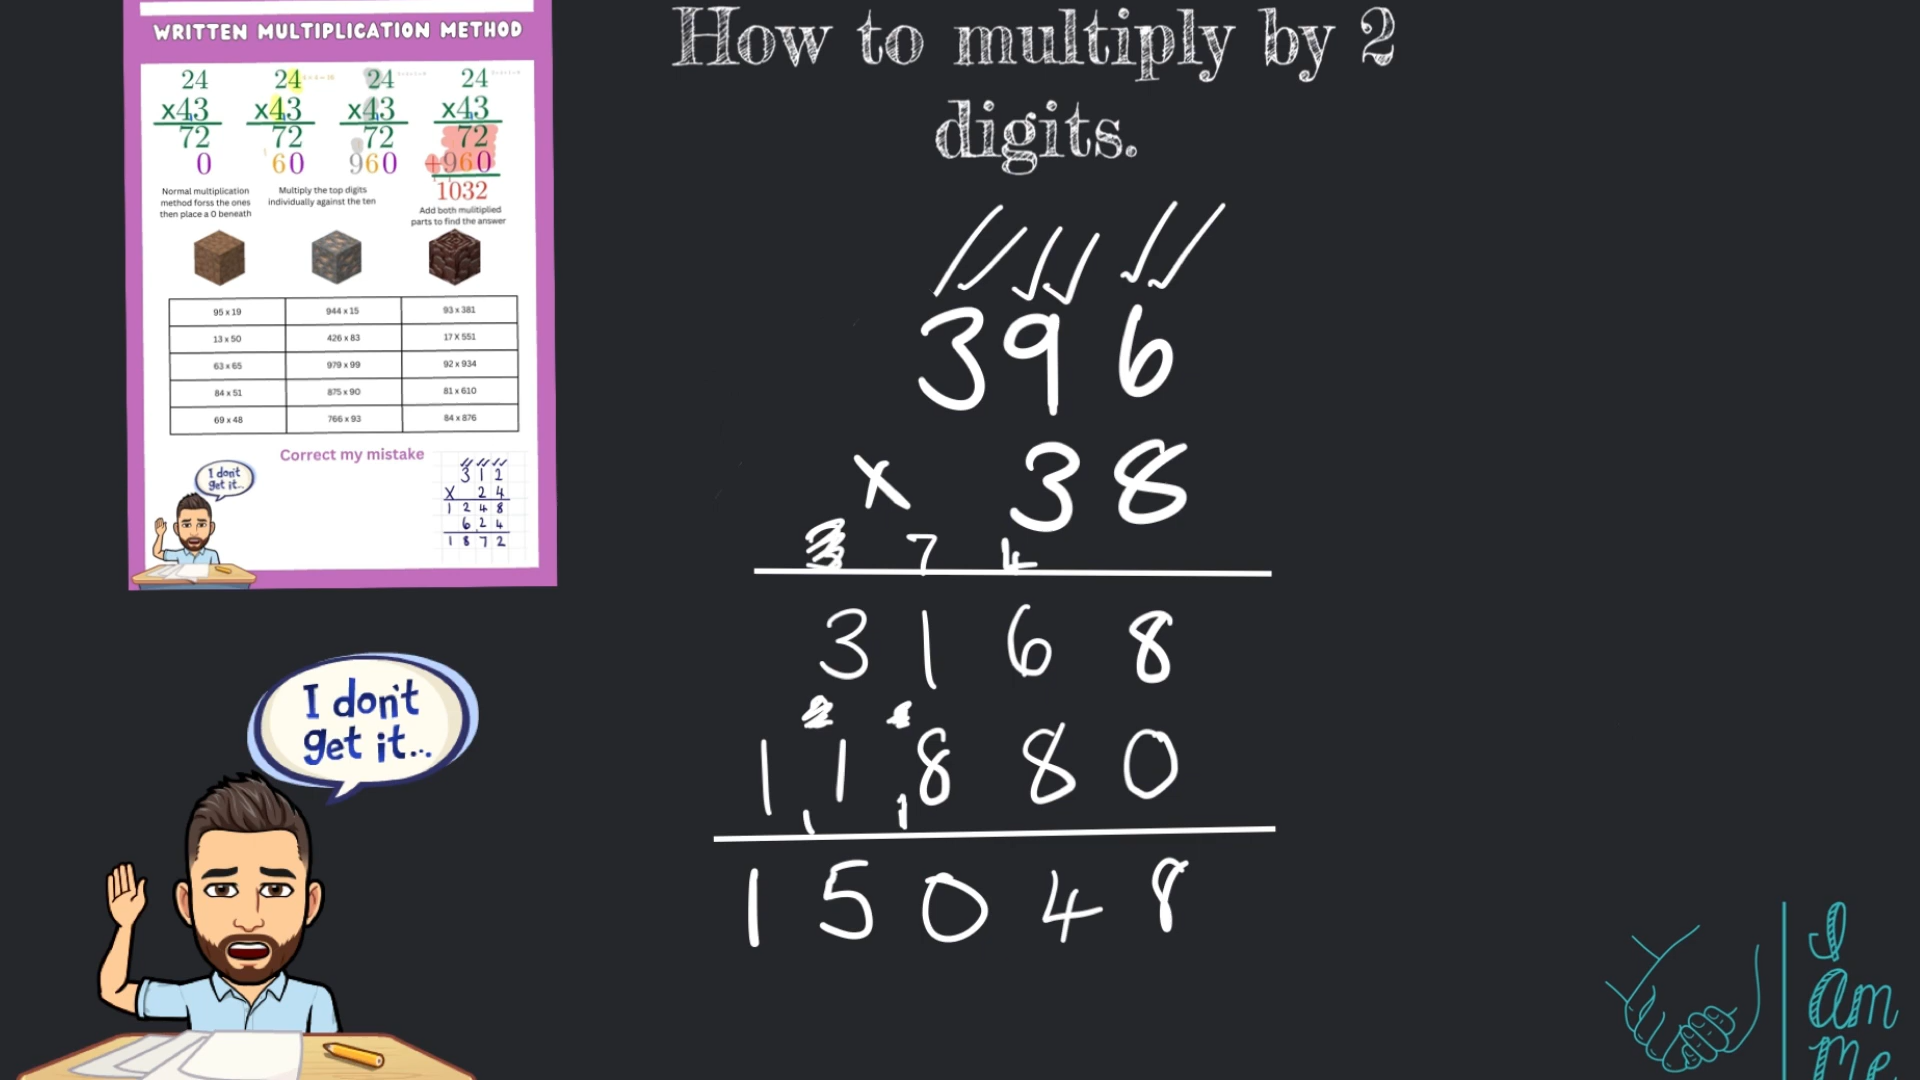 WRITTEN MULTIPLICATION METHOD
24 24 24 24
x43 x43 x43 x43
72 72 72 72
0 60 960 +960
1032
Normal multiplication
method forss the ones
then place a 0 beneath
Multiply the top digits
individually against the ten
Add both mulitiplied
parts to find the answer
95 x 19 944 x 15 93 x 381
13 x 50 426 x 83 17 X 551
63 x 65 979 x 99 92 x 934
84 x 51 875 x 90 81 x 610
69 x 48 766 x 93 84 x 876
Correct my mistake
I don't
get it..
312
X 24
1248
624
1872
I don't
get it...
How to multiply by 2
digits.
396
x 38
7 4
3168
11880
1 1
15048
I
am
me